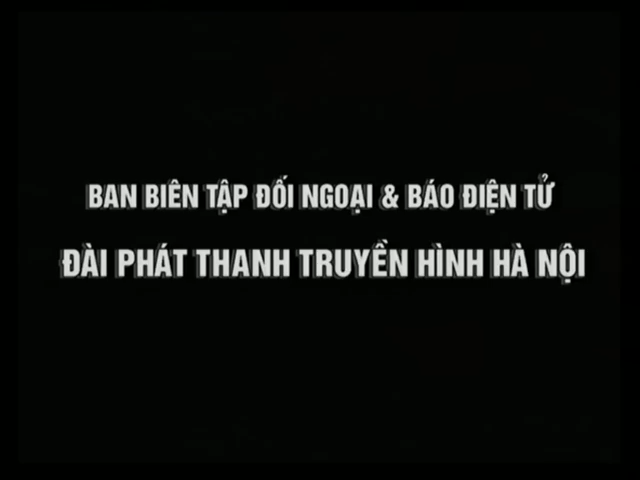 BAN BIÊN TẬP ĐỐI NGOẠI & BÁO ĐIỆN TỬ
ĐÀI PHÁT THANH TRUYỀN HÌNH HÀ NỘI